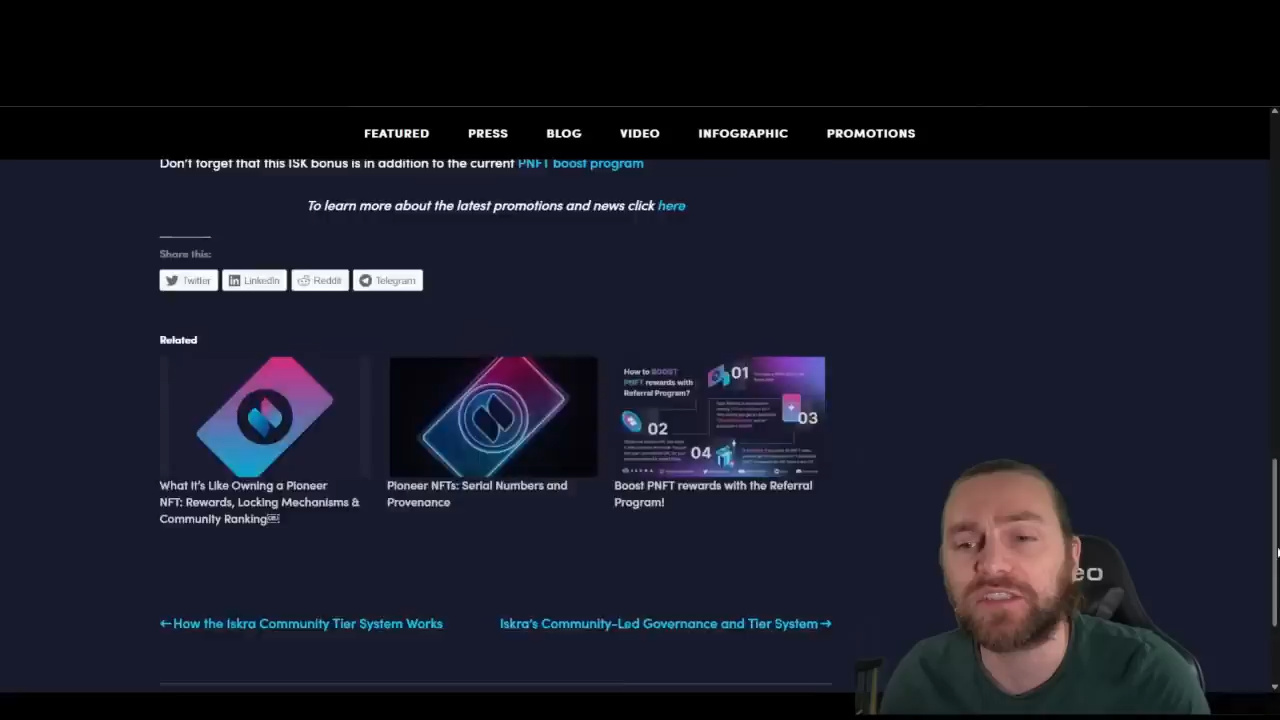 FEATURED PRESS BLOG VIDEO INFOGRAPHIC PROMOTIONS
Don't forget that this ISK bonus is in addition to the current PNFT boost program
To learn more about the latest promotions and news click here
Share this:
Twitter LinkedIn Reddit Telegram
Related
How to BOOST
PNFT rewards with
Referral Program?
01
02
03
04
What It's Like Owning a Pioneer
NFT: Rewards, Locking Mechanisms &
Community Ranking
Pioneer NFTs: Serial Numbers and
Provenance
Boost PNFT rewards with the Referral
Program!
←How the Iskra Community Tier System Works
Iskra's Community-Led Governance and Tier System→
eo